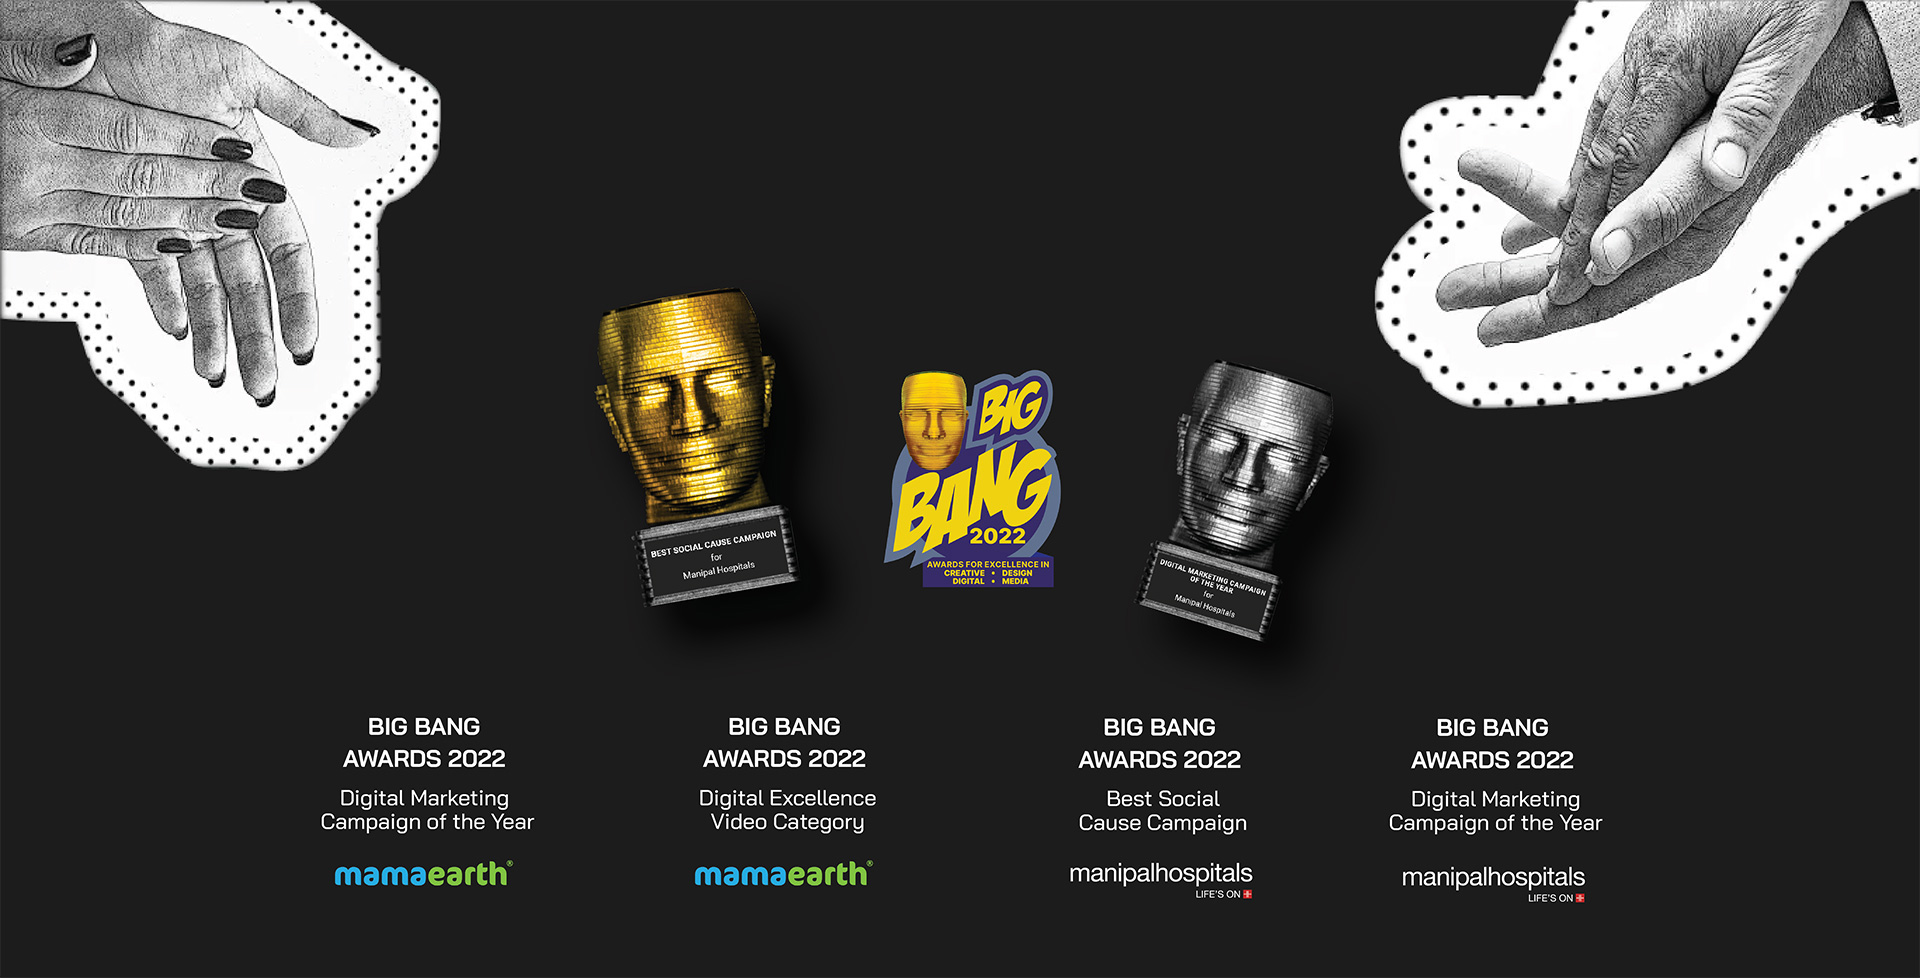 BIG
BANG
2022
AWARDS FOR EXCELLENCE IN
CREATIVE • DESIGN
DIGITAL • MEDIA
BEST SOCIAL CAUSE CAMPAIGN
for
Manipal Hospitals
DIGITAL MARKETING CAMPAIGN
OF THE YEAR
for
Manipal Hospitals
BIG BANG
AWARDS 2022
Digital Marketing
Campaign of the Year
mamaearth®
BIG BANG
AWARDS 2022
Digital Excellence
Video Category
mamaearth®
BIG BANG
AWARDS 2022
Best Social
Cause Campaign
manipalhospitals
LIFE'S ON
BIG BANG
AWARDS 2022
Digital Marketing
Campaign of the Year
manipalhospitals
LIFE'S ON